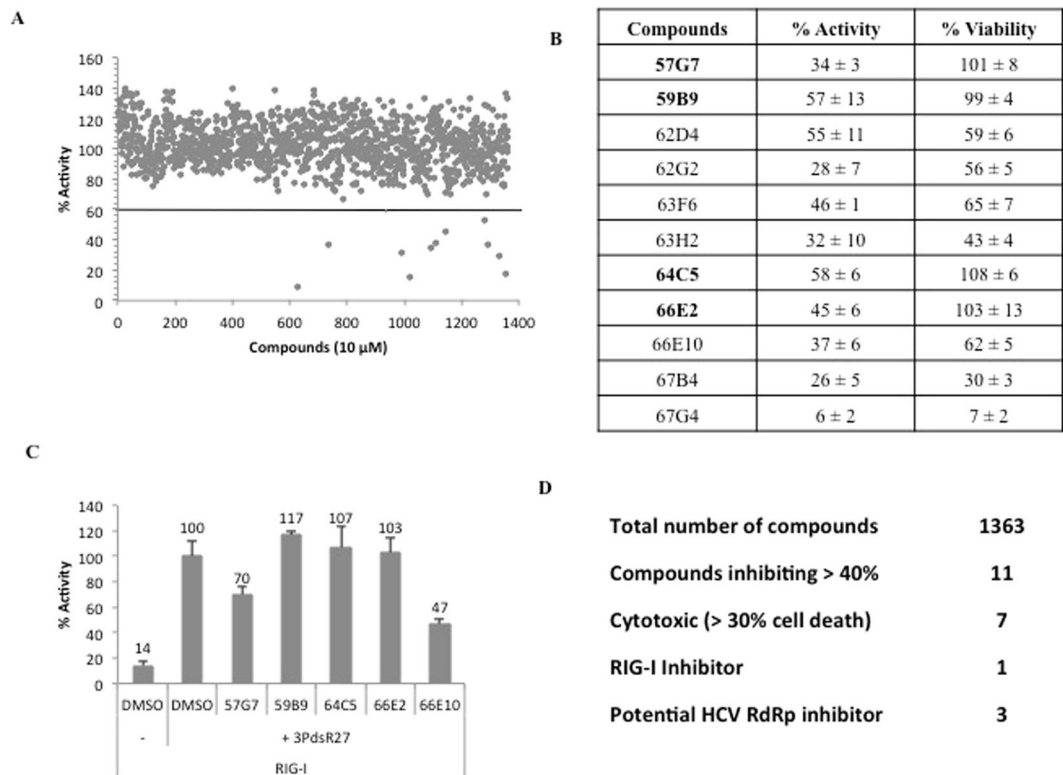 A
160
140
120
100
80
60
40
20
0
% Activity
0 200 400 600 800 1000 1200 1400
Compounds (10 µM)
B
Compounds % Activity % Viability
57G7 34 ± 3 101 ± 8
59B9 57 ± 13 99 ± 4
62D4 55 ± 11 59 ± 6
62G2 28 ± 7 56 ± 5
63F6 46 ± 1 65 ± 7
63H2 32 ± 10 43 ± 4
64C5 58 ± 6 108 ± 6
66E2 45 ± 6 103 ± 13
66E10 37 ± 6 62 ± 5
67B4 26 ± 5 30 ± 3
67G4 6 ± 2 7 ± 2
C
140
120
100
80
60
40
20
0
% Activity
14 100 70 117 107 103 47
DMSO DMSO 57G7 59B9 64C5 66E2 66E10
- + 3PdsR27
RIG-I
D
Total number of compounds 1363
Compounds inhibiting > 40% 11
Cytotoxic (> 30% cell death) 7
RIG-I Inhibitor 1
Potential HCV RdRp inhibitor 3